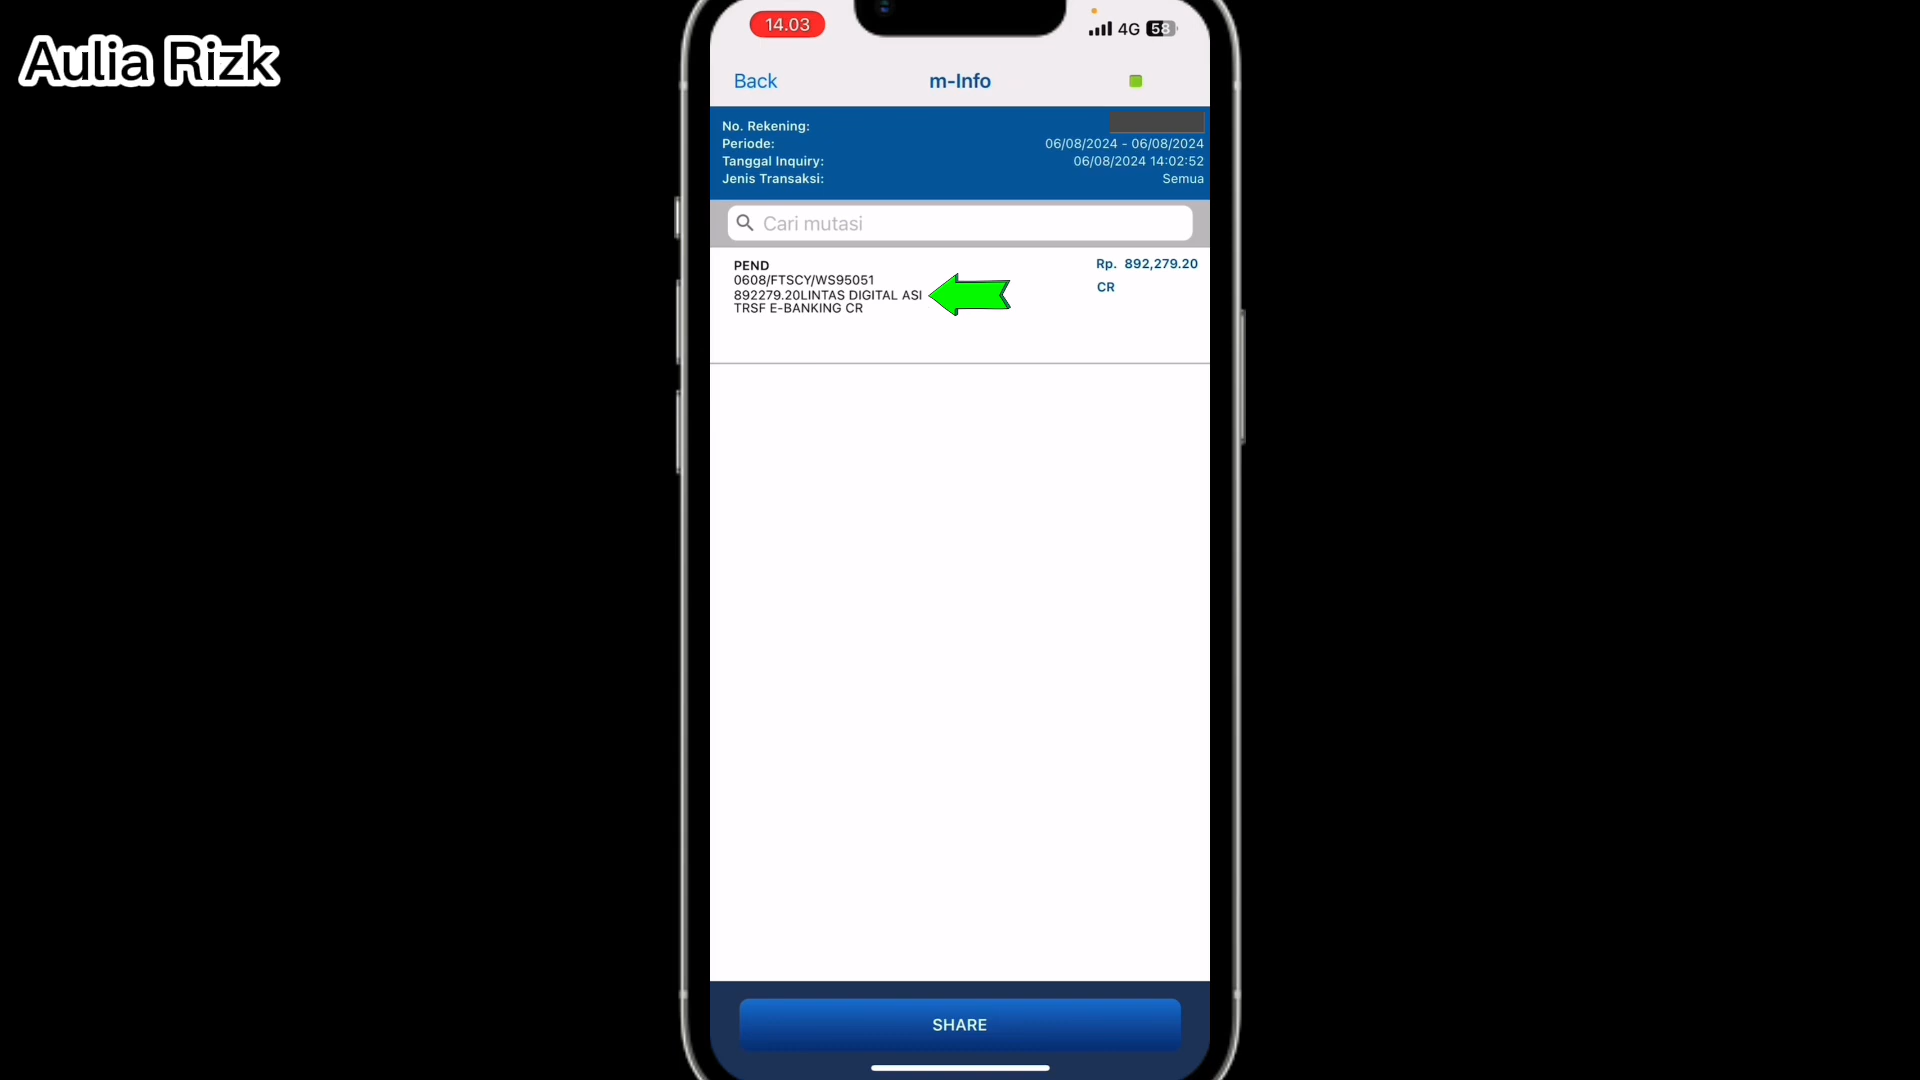 Aulia Rizk
14.03
4G 58
Back
m-Info
No. Rekening:
Periode: 06/08/2024 - 06/08/2024
Tanggal Inquiry: 06/08/2024 14:02:52
Jenis Transaksi: Semua
Cari mutasi
PEND Rp. 892,279.20
0608/FTSCY/WS95051 CR
892279.20LINTAS DIGITAL ASI
TRSF E-BANKING CR
SHARE